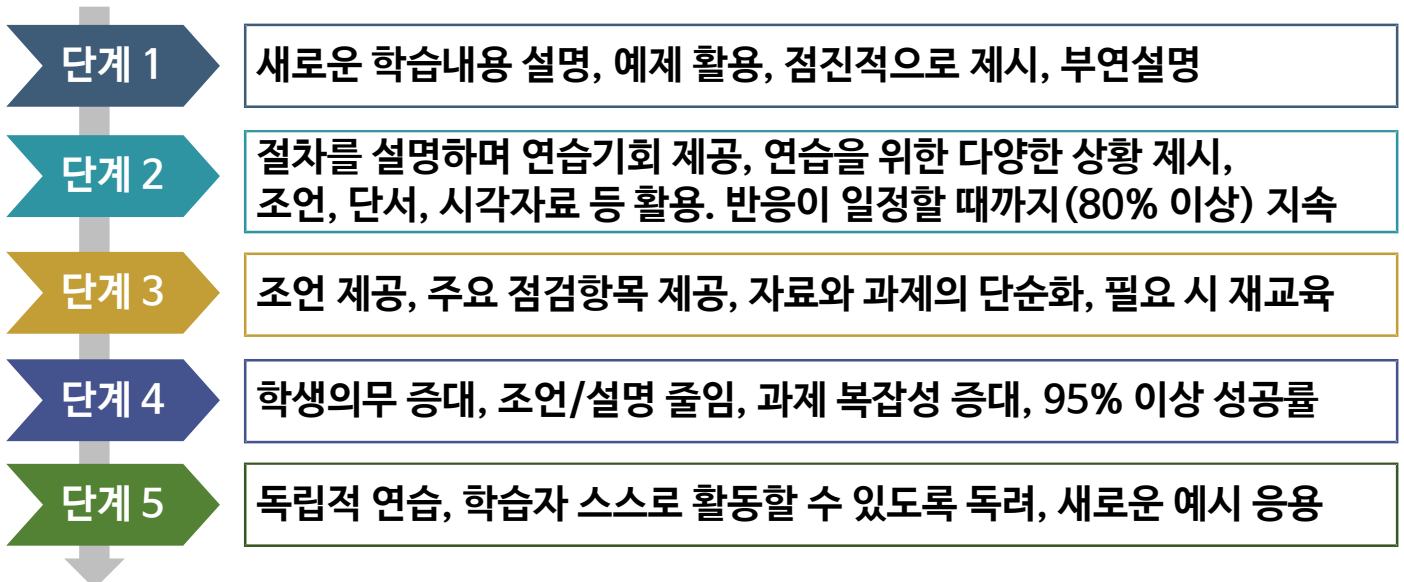 단계 1
새로운 학습내용 설명, 예제 활용, 점진적으로 제시, 부연설명
단계 2
절차를 설명하며 연습기회 제공, 연습을 위한 다양한 상황 제시,
조언, 단서, 시각자료 등 활용. 반응이 일정할 때까지(80% 이상) 지속
단계 3
조언 제공, 주요 점검항목 제공, 자료와 과제의 단순화, 필요 시 재교육
단계 4
학생의무 증대, 조언/설명 줄임, 과제 복잡성 증대, 95% 이상 성공률
단계 5
독립적 연습, 학습자 스스로 활동할 수 있도록 독려, 새로운 예시 응용